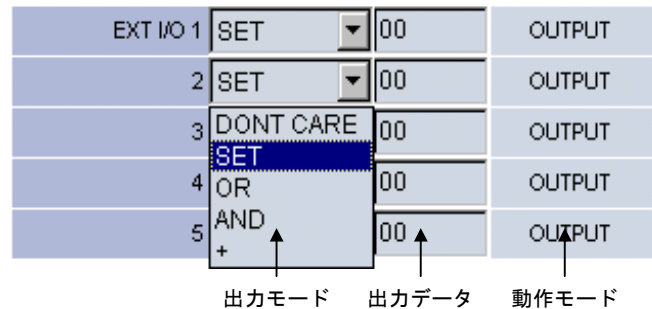 EXT I/O 1 SET 00 OUTPUT
2 SET 00 OUTPUT
3 DONT CARE 00 OUTPUT
SET
4 OR 00 OUTPUT
5 AND 00 OUTPUT
+
出力モード 出力データ 動作モード